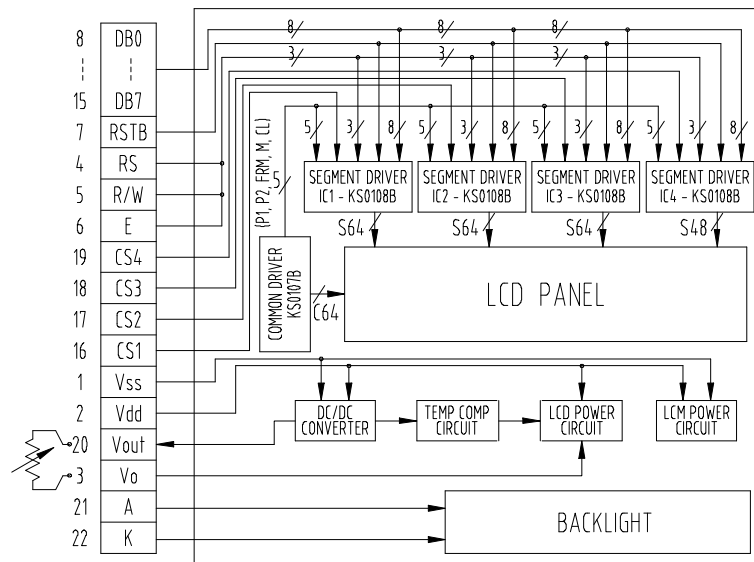 8 DB0
8 8
3 3
15 DB7
7 RSTB
4 RS
5 R/W
6 E
19 CS4
18 CS3
17 CS2
16 CS1
1 Vss
2 Vdd
20 Vout
3 Vo
21 A
22 K
(P1, P2, FRM, M, CL)
5
5 3 8
5 3 8
5 3 8
5 3 8
SEGMENT DRIVER
IC1 - KS0108B
SEGMENT DRIVER
IC2 - KS0108B
SEGMENT DRIVER
IC3 - KS0108B
SEGMENT DRIVER
IC4 - KS0108B
S64
S64
S64
S48
COMMON DRIVER
KS0107B
C64
LCD PANEL
DC/DC
CONVERTER
TEMP COMP
CIRCUIT
LCD POWER
CIRCUIT
LCM POWER
CIRCUIT
BACKLIGHT